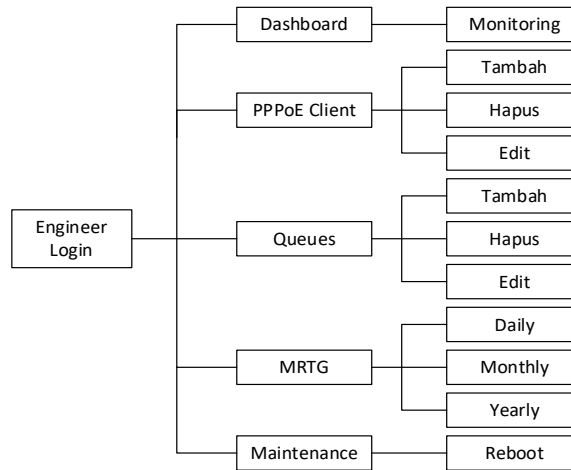 Dashboard
Monitoring
PPPoE Client
Tambah
Hapus
Edit
Engineer
Login
Queues
Tambah
Hapus
Edit
MRTG
Daily
Monthly
Yearly
Maintenance
Reboot